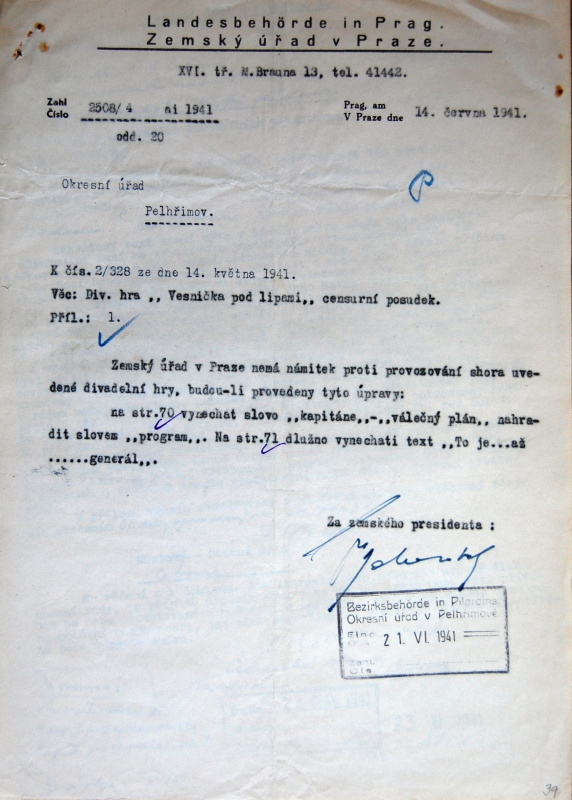 Landesbehörde in Prag.
Zemský úřad v Praze.
XVI. tř. M.Brauna 13, tel. 41442.
Zahl
Číslo
2508/4 ai 1941
Prag, am
V Praze dne
14. června 1941.
odd. 20
Okresní úřad
Pelhřimov.
K čís.2/328 ze dne 14. května 1941.
Věc: Div. hra ,, Vesnička pod lipami,, censurní posudek.
Příl.: 1.
Zemský úřad v Praze nemá námitek proti provozování shora uve-
dené divadelní hry, budou-li provedeny tyto úpravy:
na str.70 vynechat slovo ,,kapitáne,,-,,válečný plán,, nahra-
dit slovem ,,program,,. Na str.71 dlužno vynechati text ,,To je...až
......generál,,.
Za zemského presidenta :
Bezirksbehörde in Pilgrams
Okresní úřad v Pelhřimově
21. VI. 1941
39